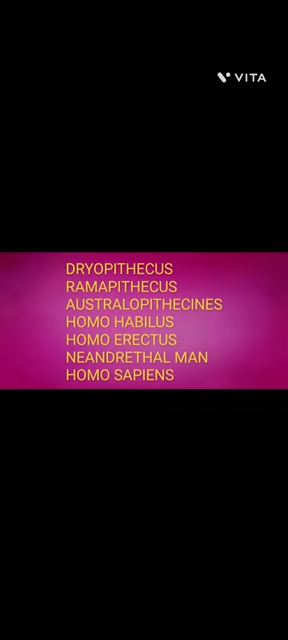 VITA
DRYOPITHECUS
RAMAPITHECUS
AUSTRALOPITHECINES
HOMO HABILUS
HOMO ERECTUS
NEANDRETHAL MAN
HOMO SAPIENS